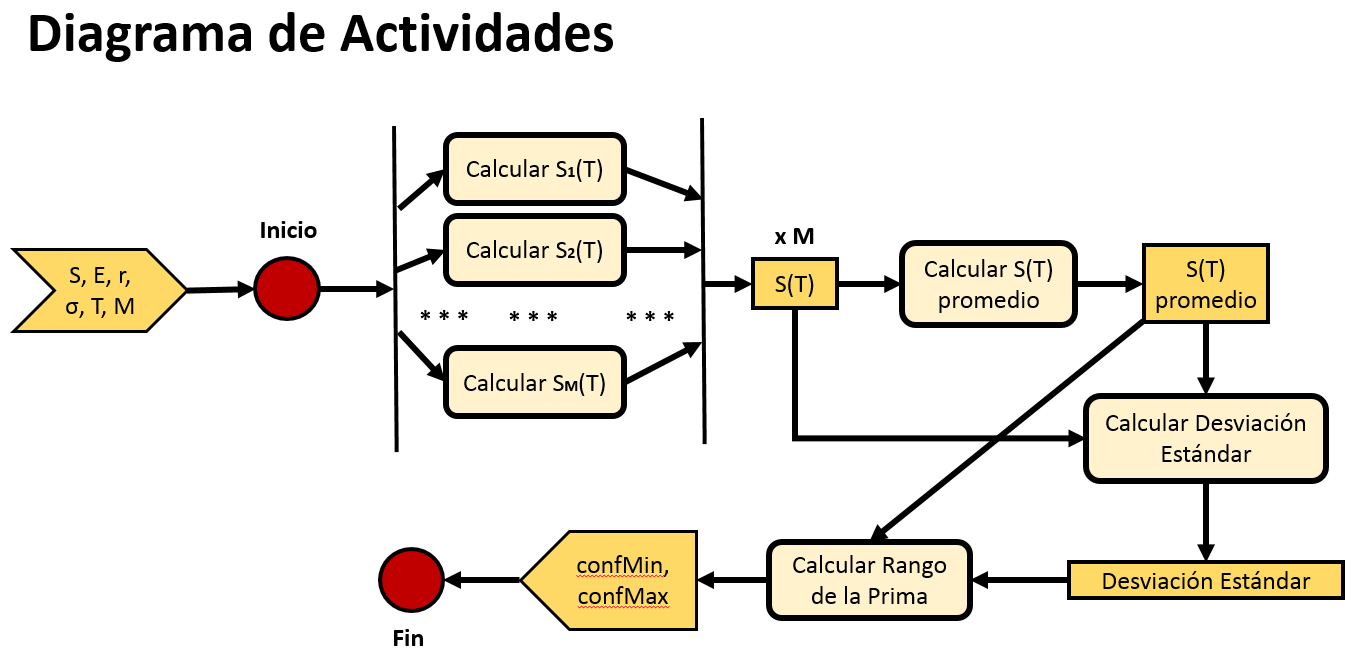 Diagrama de Actividades
S, E, r,
σ, T, M
Inicio
Calcular S₁(T)
Calcular S₂(T)
* * * * * * * * *
Calcular Sᴍ(T)
x M
S(T)
Calcular S(T)
promedio
S(T)
promedio
Calcular Desviación
Estándar
Desviación Estándar
Calcular Rango
de la Prima
confMin,
confMax
Fin